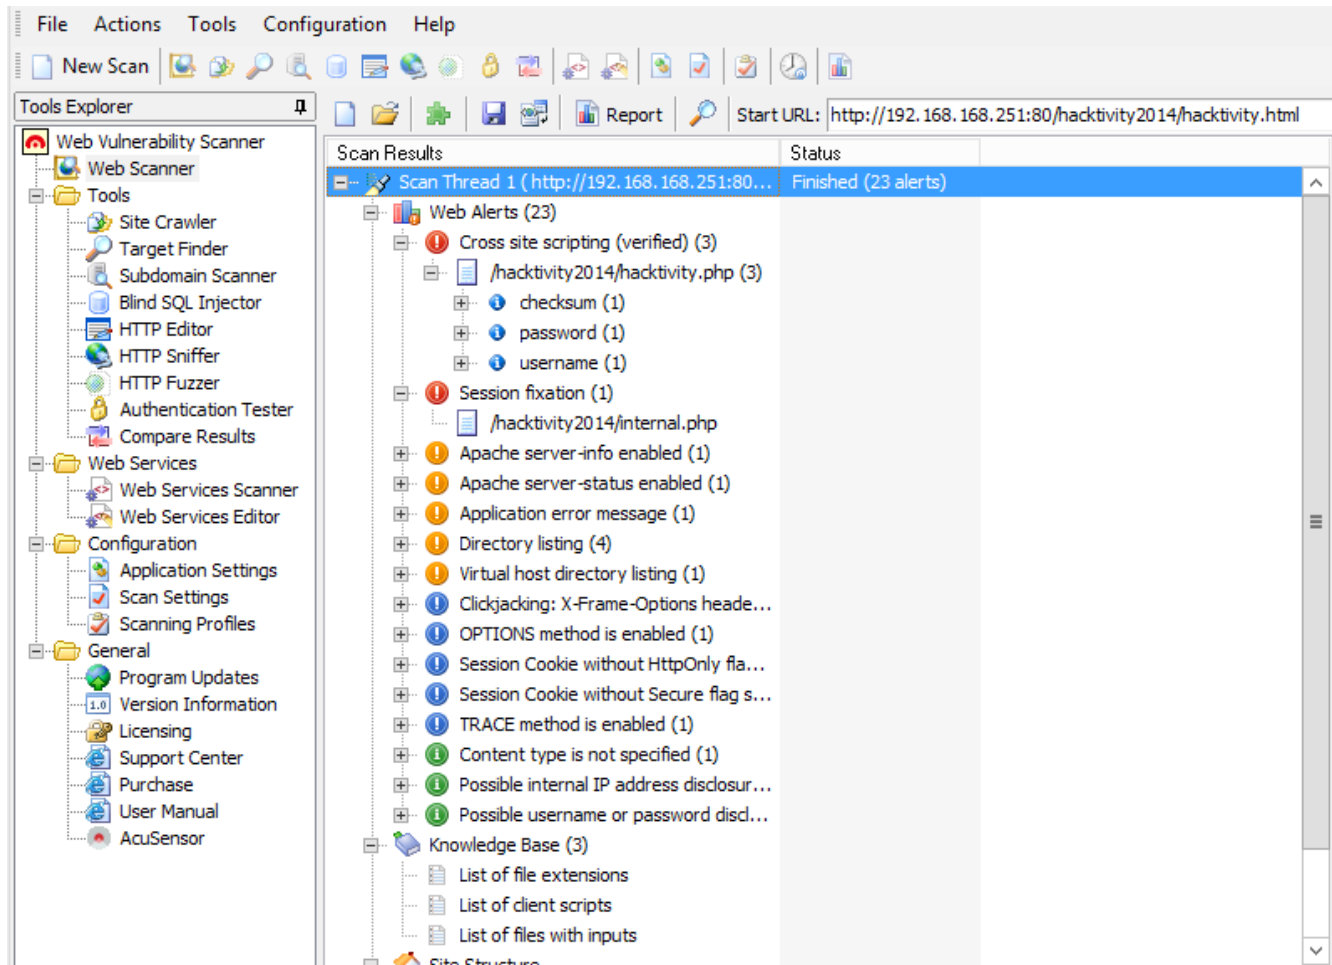 File Actions Tools Configuration Help
New Scan
Tools Explorer
Web Vulnerability Scanner
Web Scanner
Tools
Site Crawler
Target Finder
Subdomain Scanner
Blind SQL Injector
HTTP Editor
HTTP Sniffer
HTTP Fuzzer
Authentication Tester
Compare Results
Web Services
Web Services Scanner
Web Services Editor
Configuration
Application Settings
Scan Settings
Scanning Profiles
General
Program Updates
1.0 Version Information
Licensing
Support Center
Purchase
User Manual
AcuSensor
Report Start URL: http://192.168.168.251:80/hacktivity2014/hacktivity.html
Scan Results Status
Scan Thread 1 ( http://192.168.168.251:80... Finished (23 alerts)
Web Alerts (23)
Cross site scripting (verified) (3)
/hacktivity2014/hacktivity.php (3)
checksum (1)
password (1)
username (1)
Session fixation (1)
/hacktivity2014/internal.php
Apache server-info enabled (1)
Apache server-status enabled (1)
Application error message (1)
Directory listing (4)
Virtual host directory listing (1)
Clickjacking: X-Frame-Options heade...
OPTIONS method is enabled (1)
Session Cookie without HttpOnly fla...
Session Cookie without Secure flag s...
TRACE method is enabled (1)
Content type is not specified (1)
Possible internal IP address disclosur...
Possible username or password discl...
Knowledge Base (3)
List of file extensions
List of client scripts
List of files with inputs
Site Structure